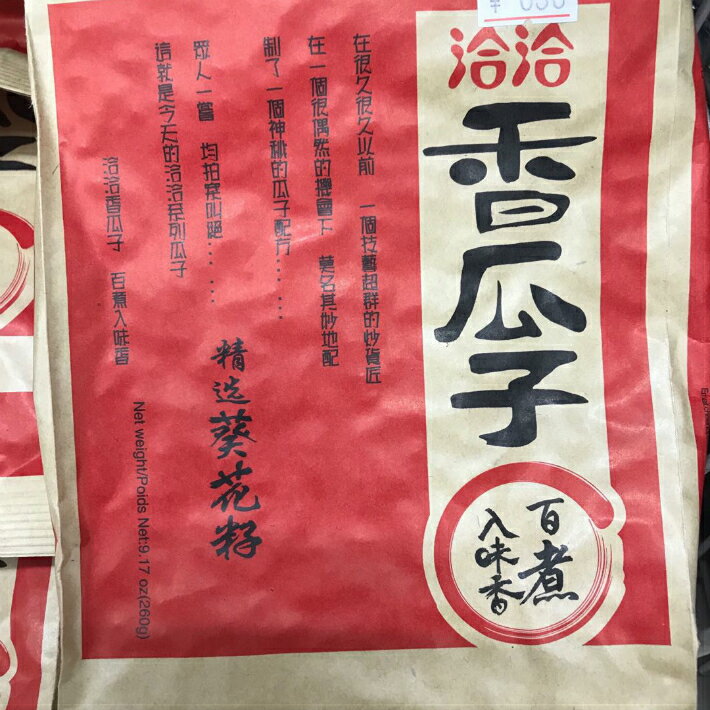 洽洽
香瓜子
百煮
入味香
在很久很久以前 一個技藝超群的炒貨匠
在一個很偶然的機會下 莫名其妙地配
制了一個神秘的瓜子配方... ...
眾人一嘗 均拍案叫絕... ...
這就是今天的洽洽系列瓜子
洽洽香瓜子 百煮入味香
精选葵花籽
Net weight/Poids Net:9.17 oz(260g)